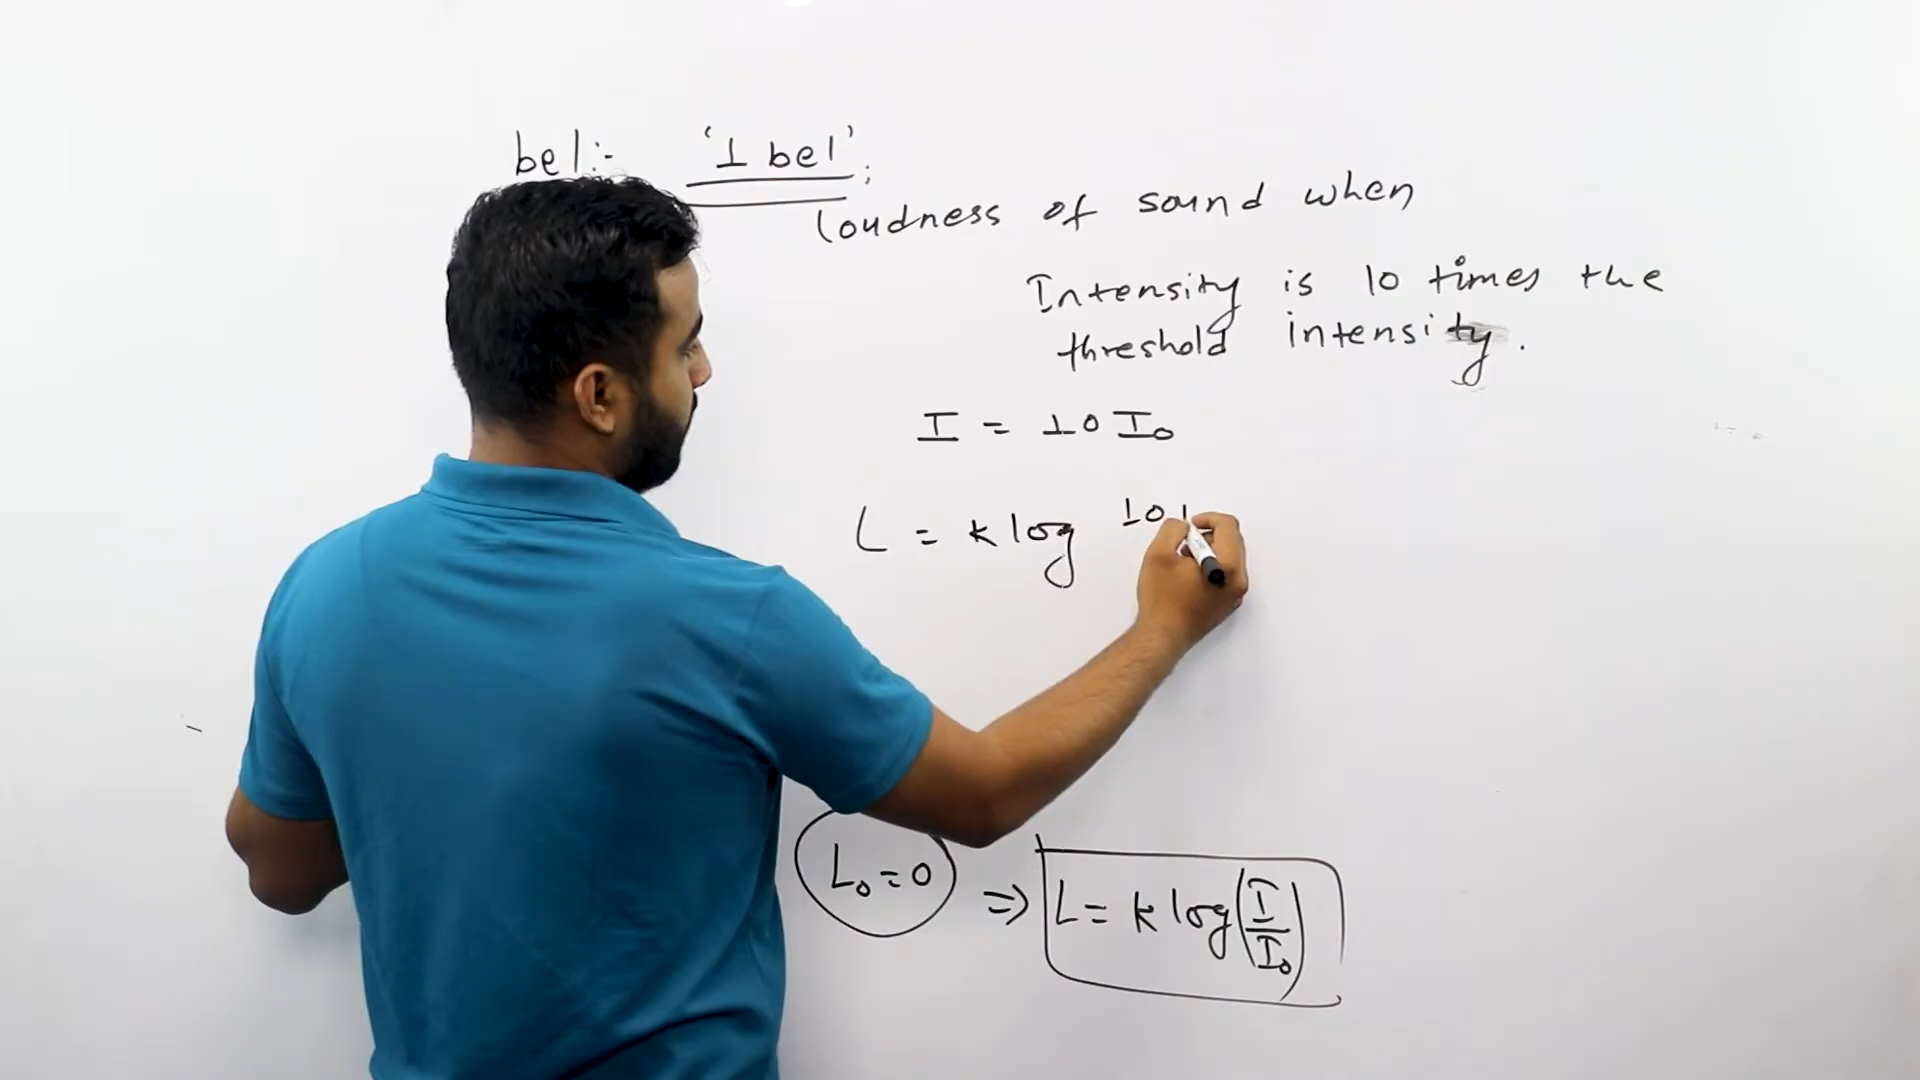 bel:- '1 bel';
loudness of sound when
Intensity is 10 times the
threshold intensity.
I = 10 I₀
L = k log 10
L₀ = 0 ⇒ L = k log(I/I₀)